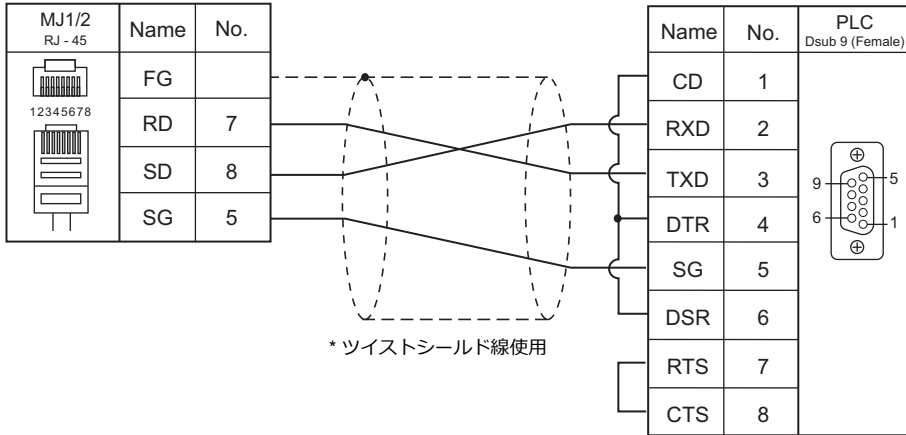 MJ1/2
RJ - 45
Name No.
12345678
FG
RD 7
SD 8
SG 5
* ツイストシールド線使用
Name No. PLC
Dsub 9 (Female)
CD 1
RXD 2
TXD 3
DTR 4
SG 5
DSR 6
RTS 7
CTS 8
9 5
6 1